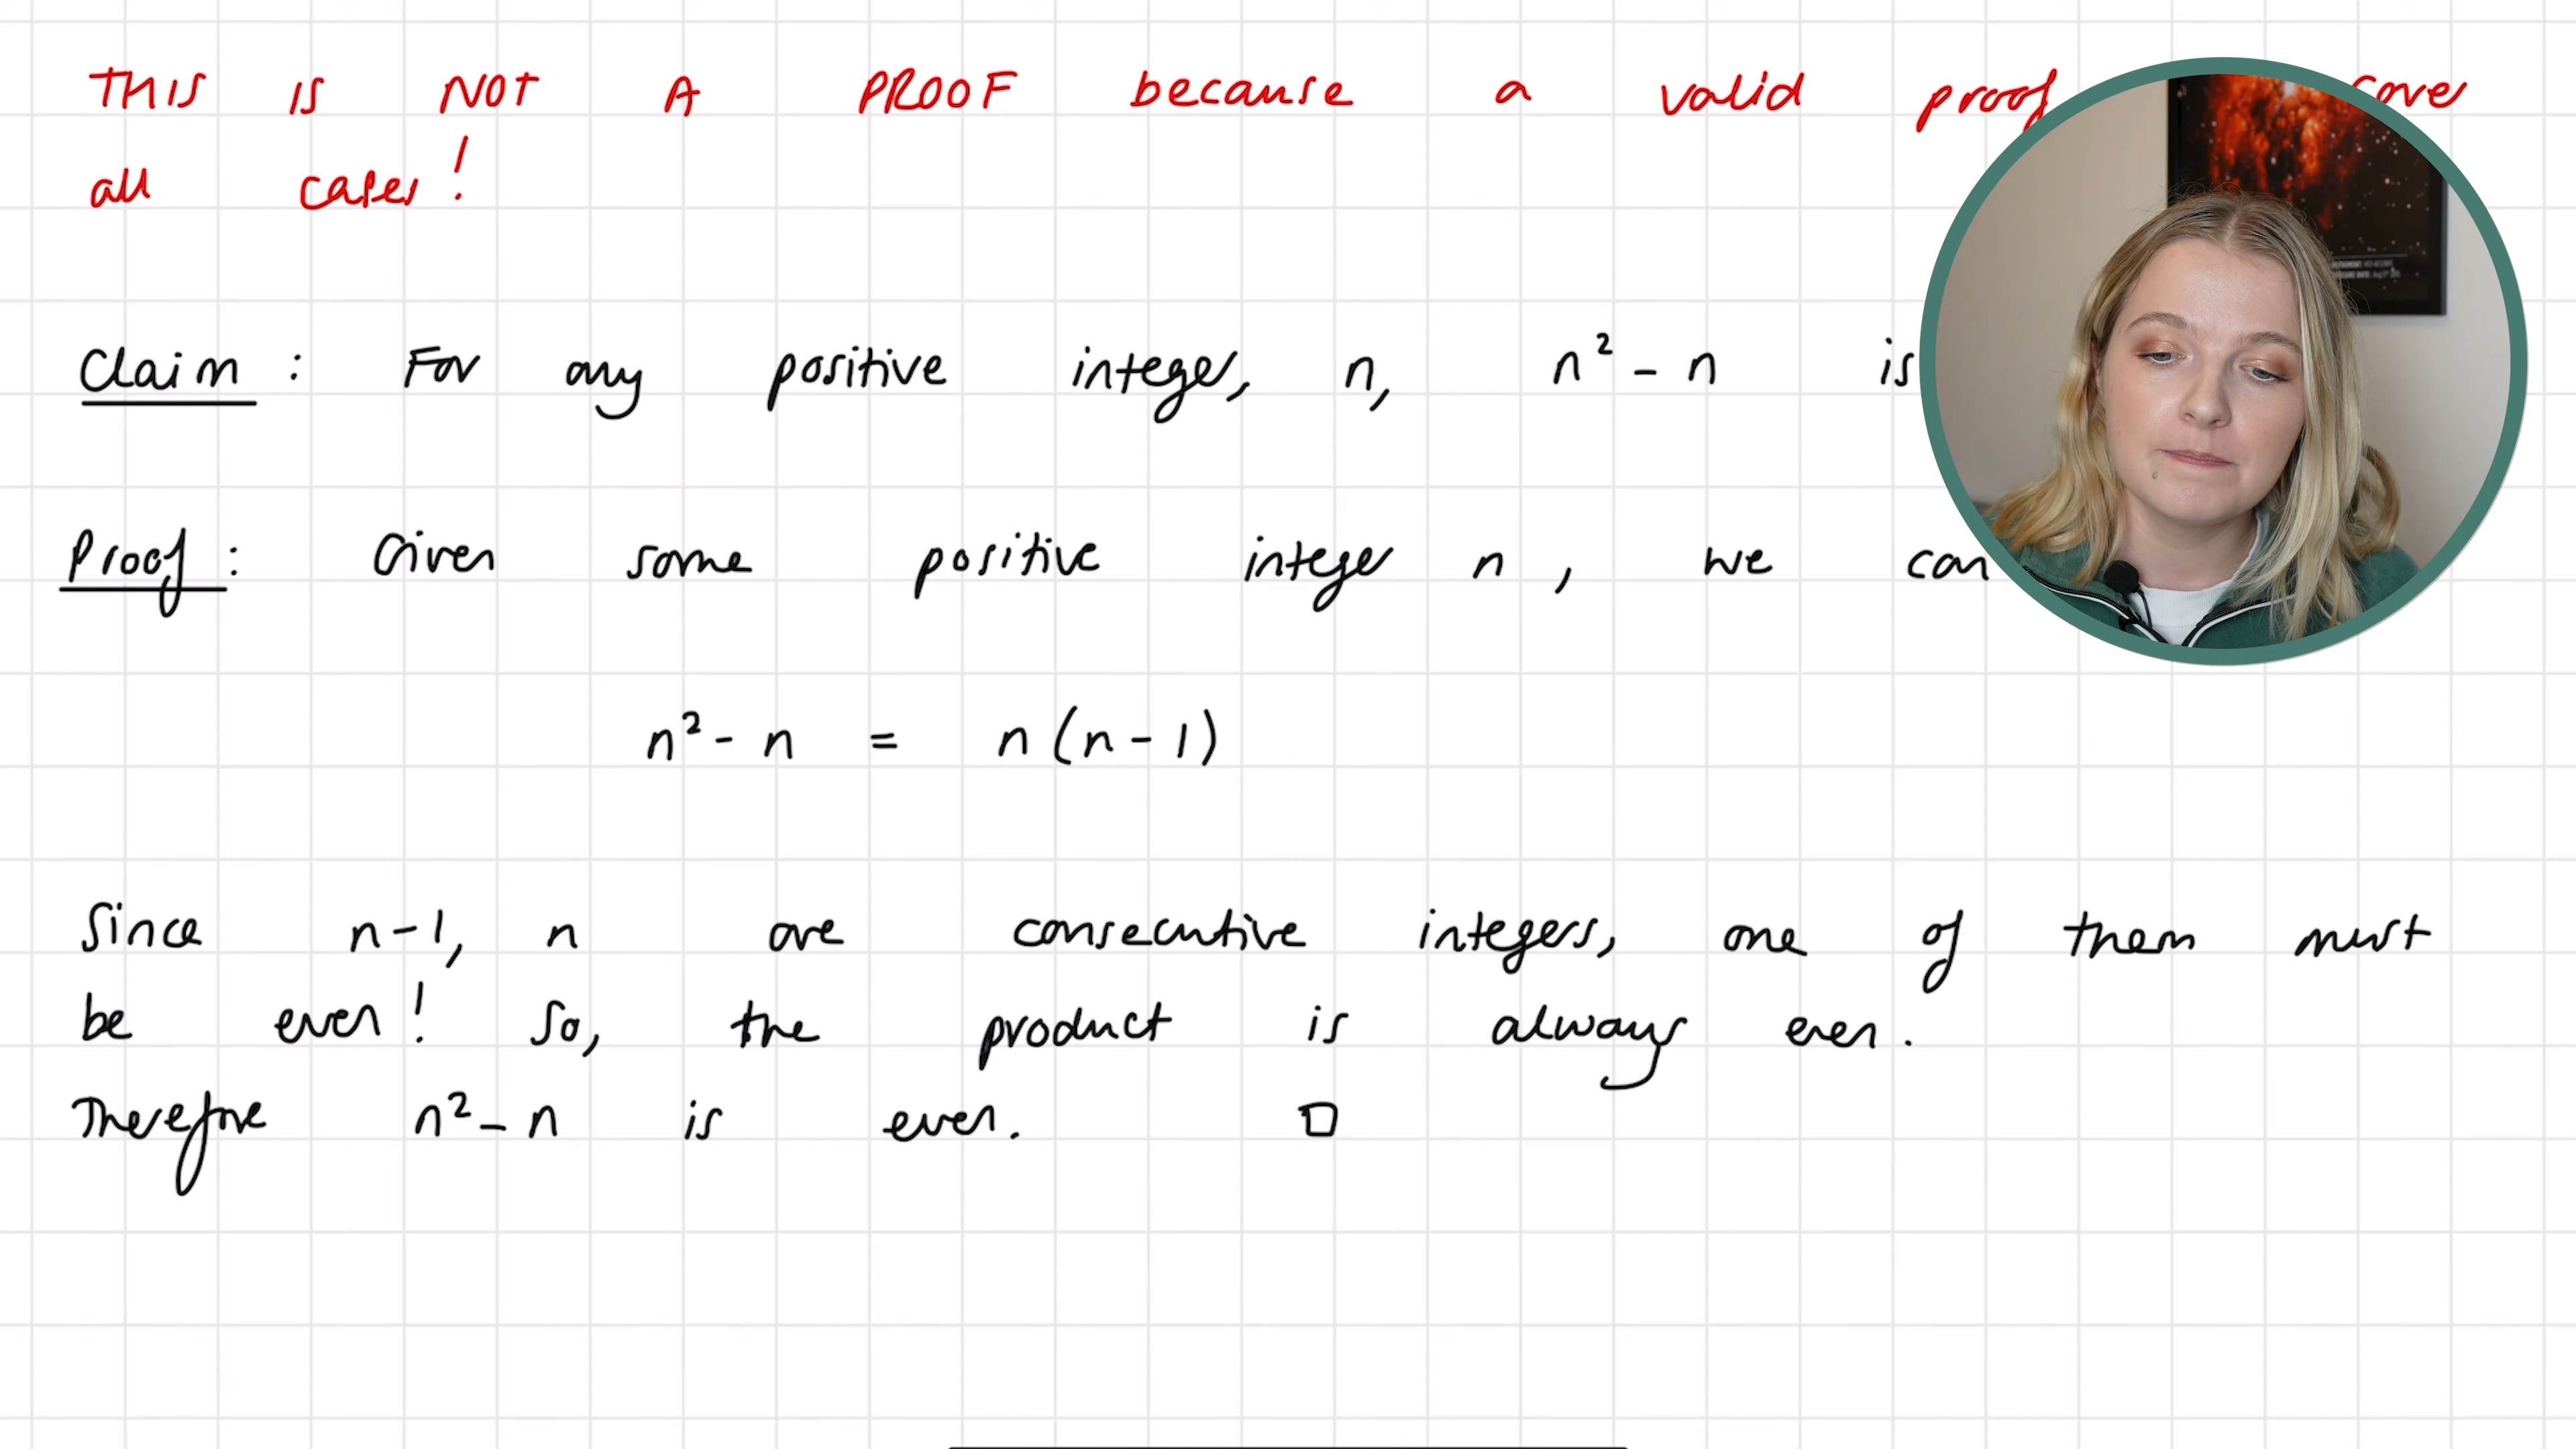 THIS IS NOT A PROOF because a valid proof cover
all cases!
Claim : For any positive integer, n, n² - n is
Proof : Given some positive integer n , we can
n² - n = n (n - 1)
Since n-1, n are consecutive integers, one of them must
be even! So, the product is always even.
Therefore n² - n is even. □